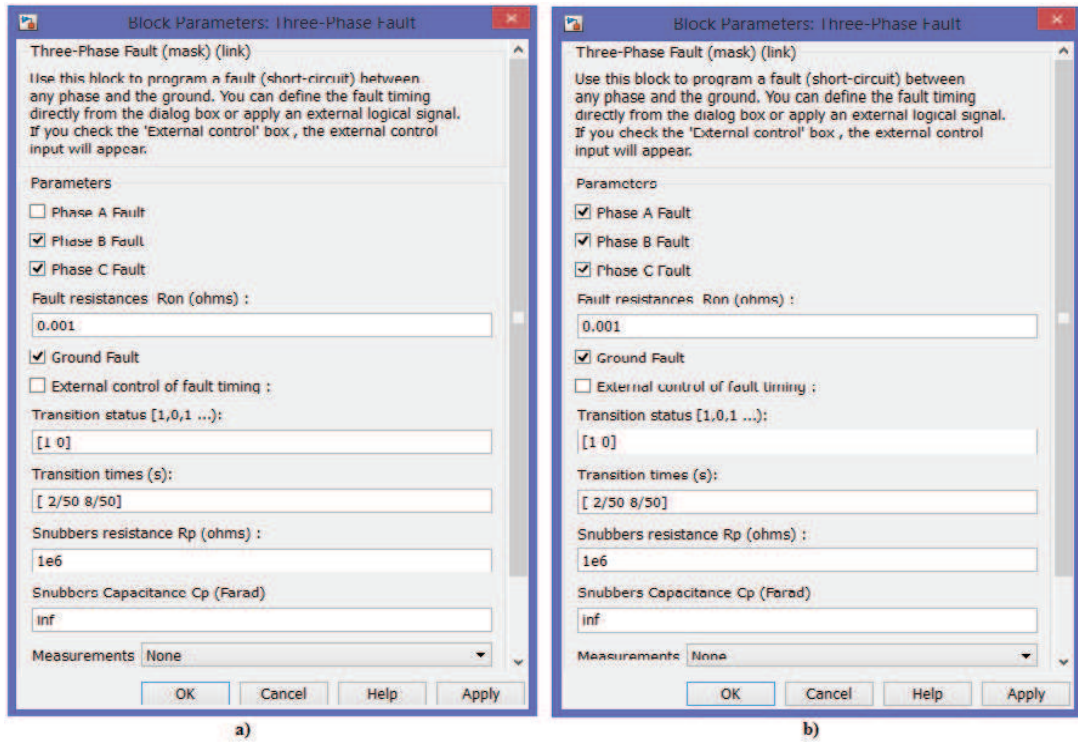 Block Parameters: Three-Phase Fault
Three-Phase Fault (mask) (link)
Use this block to program a fault (short-circuit) between
any phase and the ground. You can define the fault timing
directly from the dialog box or apply an external logical signal.
If you check the 'External control' box , the external control
input will appear.
Parameters
Phase A Fault
Phase B Fault
Phase C Fault
Fault resistances Ron (ohms) :
0.001
Ground Fault
External control of fault timing :
Transition status [1,0,1 ...):
[1 0]
Transition times (s):
[ 2/50 8/50]
Snubbers resistance Rp (ohms) :
1e6
Snubbers Capacitance Cp (Farad)
inf
Measurements None
OK Cancel Help Apply
a)
Block Parameters: Three-Phase Fault
Three-Phase Fault (mask) (link)
Use this block to program a fault (short-circuit) between
any phase and the ground. You can define the fault timing
directly from the dialog box or apply an external logical signal.
If you check the 'External control' box , the external control
input will appear.
Parameters
Phase A Fault
Phase B Fault
Phase C Fault
Fault resistances Ron (ohms) :
0.001
Ground Fault
External control of fault timing :
Transition status [1,0,1 ...):
[1 0]
Transition times (s):
[ 2/50 8/50]
Snubbers resistance Rp (ohms) :
1e6
Snubbers Capacitance Cp (Farad)
inf
Measurements None
OK Cancel Help Apply
b)